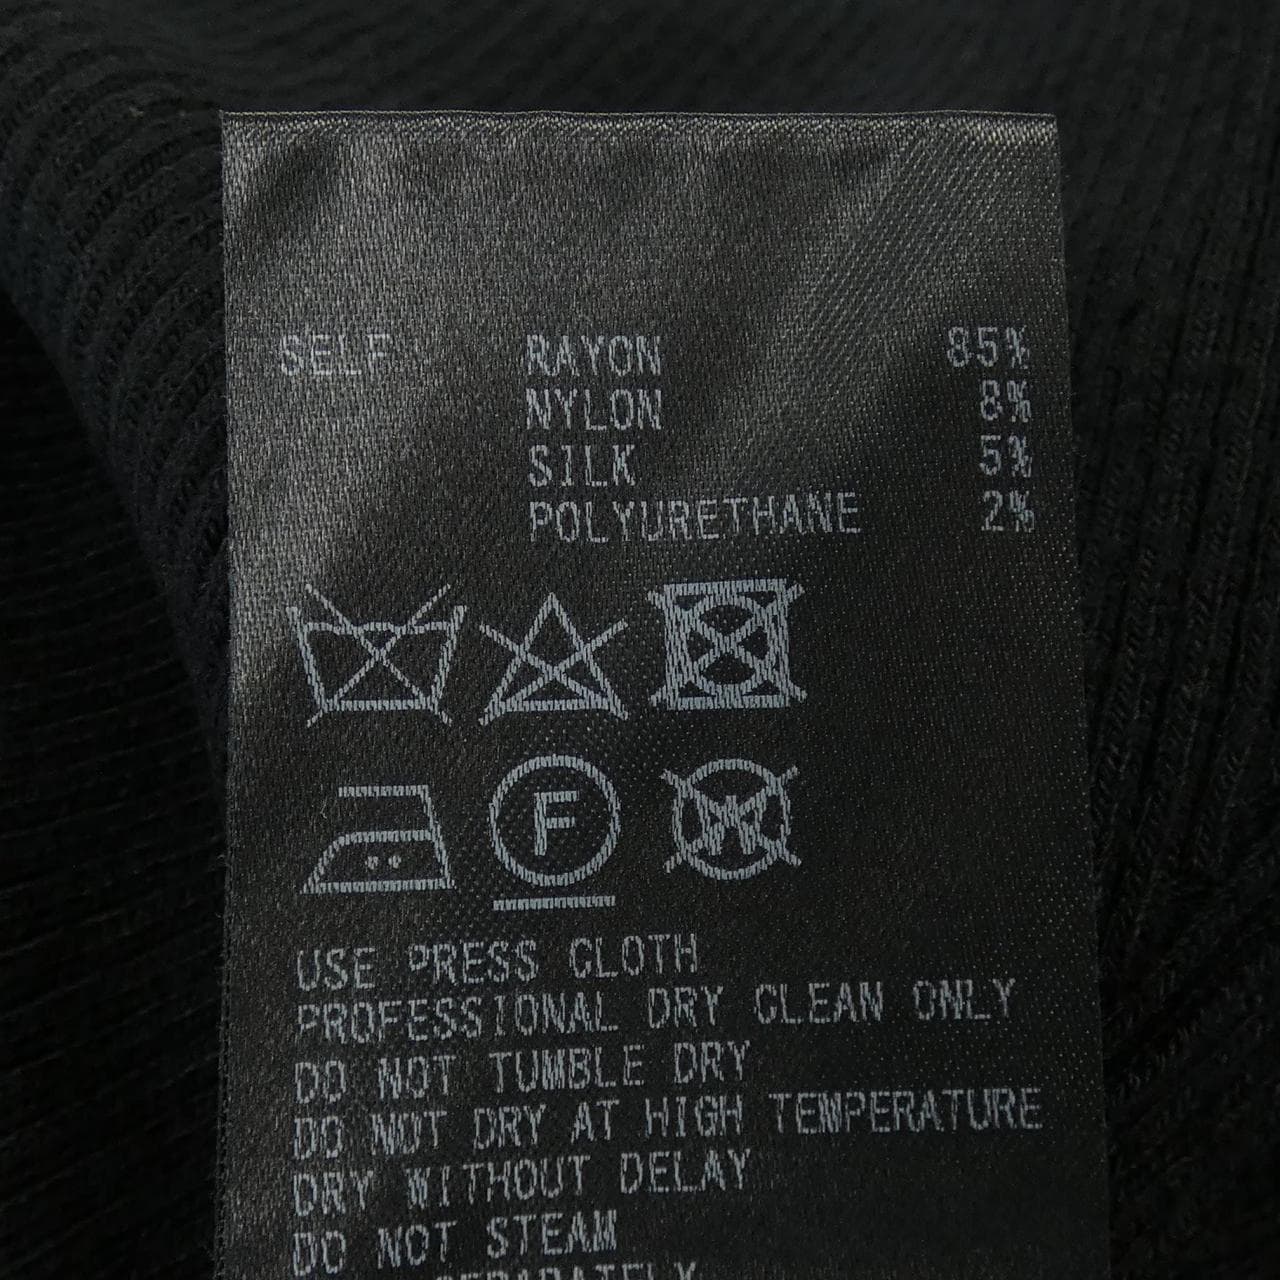 SELF RAYON 85%
NYLON 8%
SILK 5%
POLYURETHANE 2%
F W
USE PRESS CLOTH
PROFESSIONAL DRY CLEAN ONLY
DO NOT TUMBLE DRY
DO NOT DRY AT HIGH TEMPERATURE
DRY WITHOUT DELAY
DO NOT STEAM
SEPARATELY